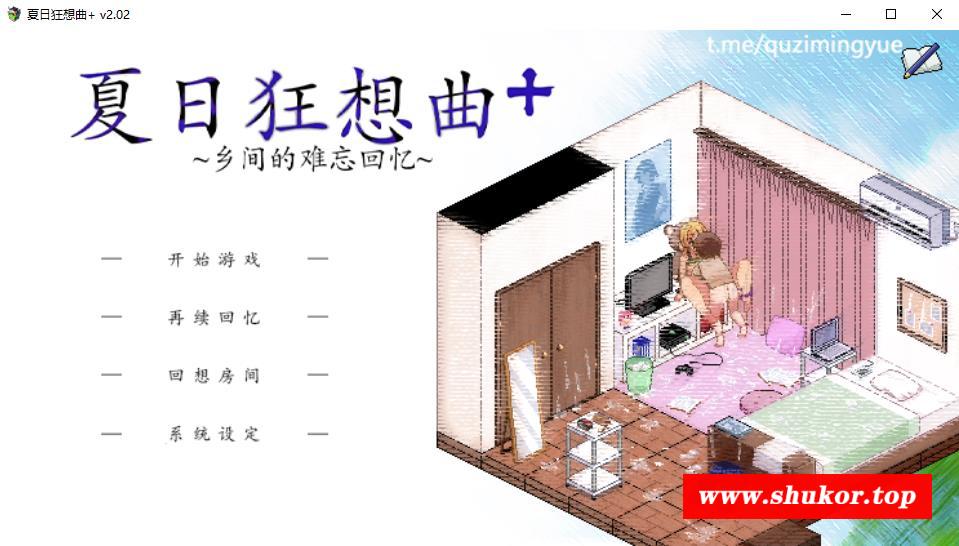 夏日狂想曲+ v2.02
t.me/quzimingyue
夏日狂想曲+
~乡间的难忘回忆~
— 开始游戏 —
— 再续回忆 —
— 回想房间 —
— 系统设定 —
www.shukor.top